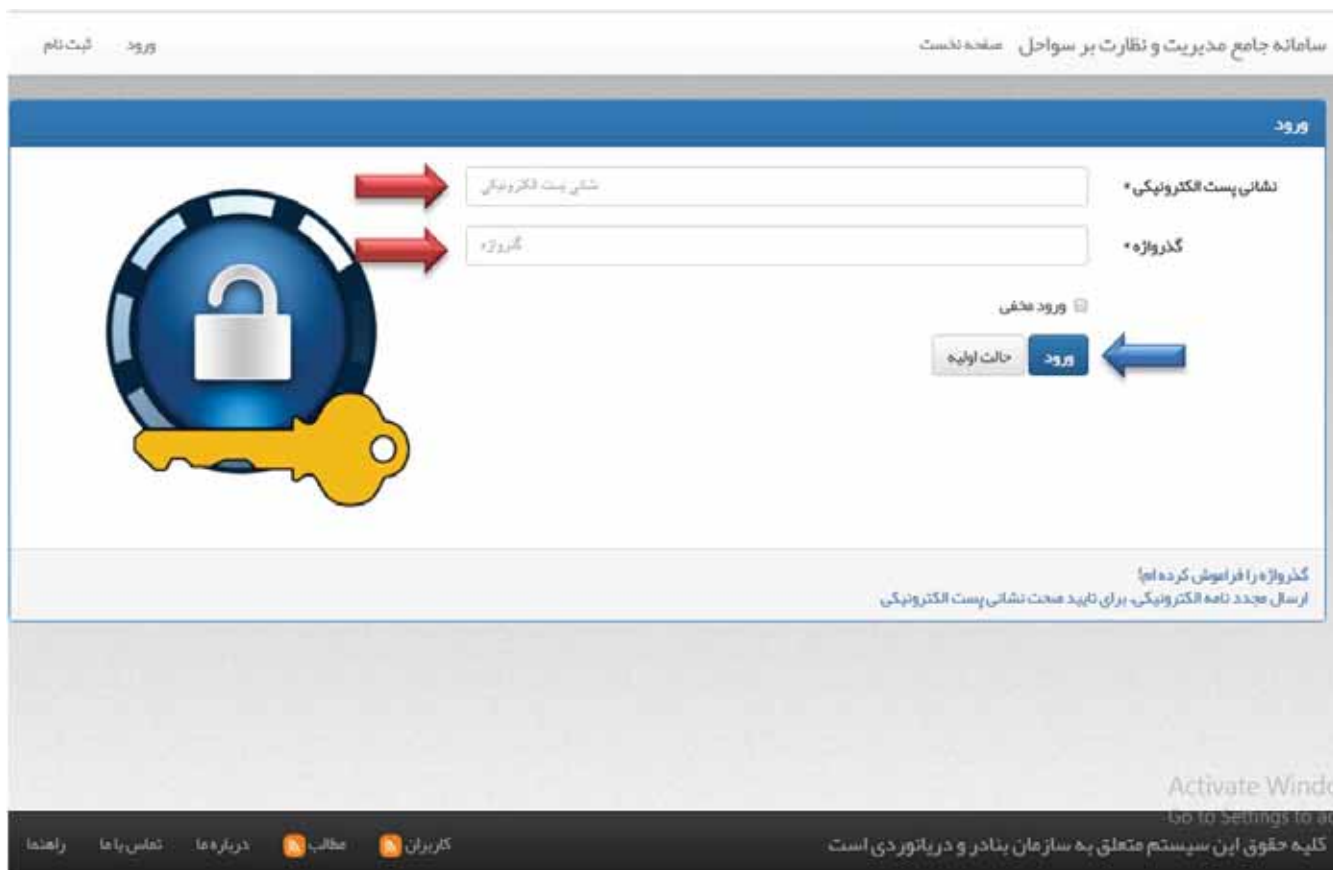 سامانه جامع مدیریت و نظارت بر سواحل صفحه نخست ورود ثبت نام
ورود
نشانی پست الکترونیکی *
نشانی پست الکترونیکی
گذرواژه *
گذرواژه
ورود مخفی
ورود حالت اولیه
گذرواژه را فراموش کرده ام!
ارسال مجدد نامه الکترونیکی، برای تایید صحت نشانی پست الکترونیکی
Activate Windo
Go to Settings to ac
کلیه حقوق این سیستم متعلق به سازمان بنادر و دریانوردی است کاربران مطالب درباره ما تماس با ما راهنما